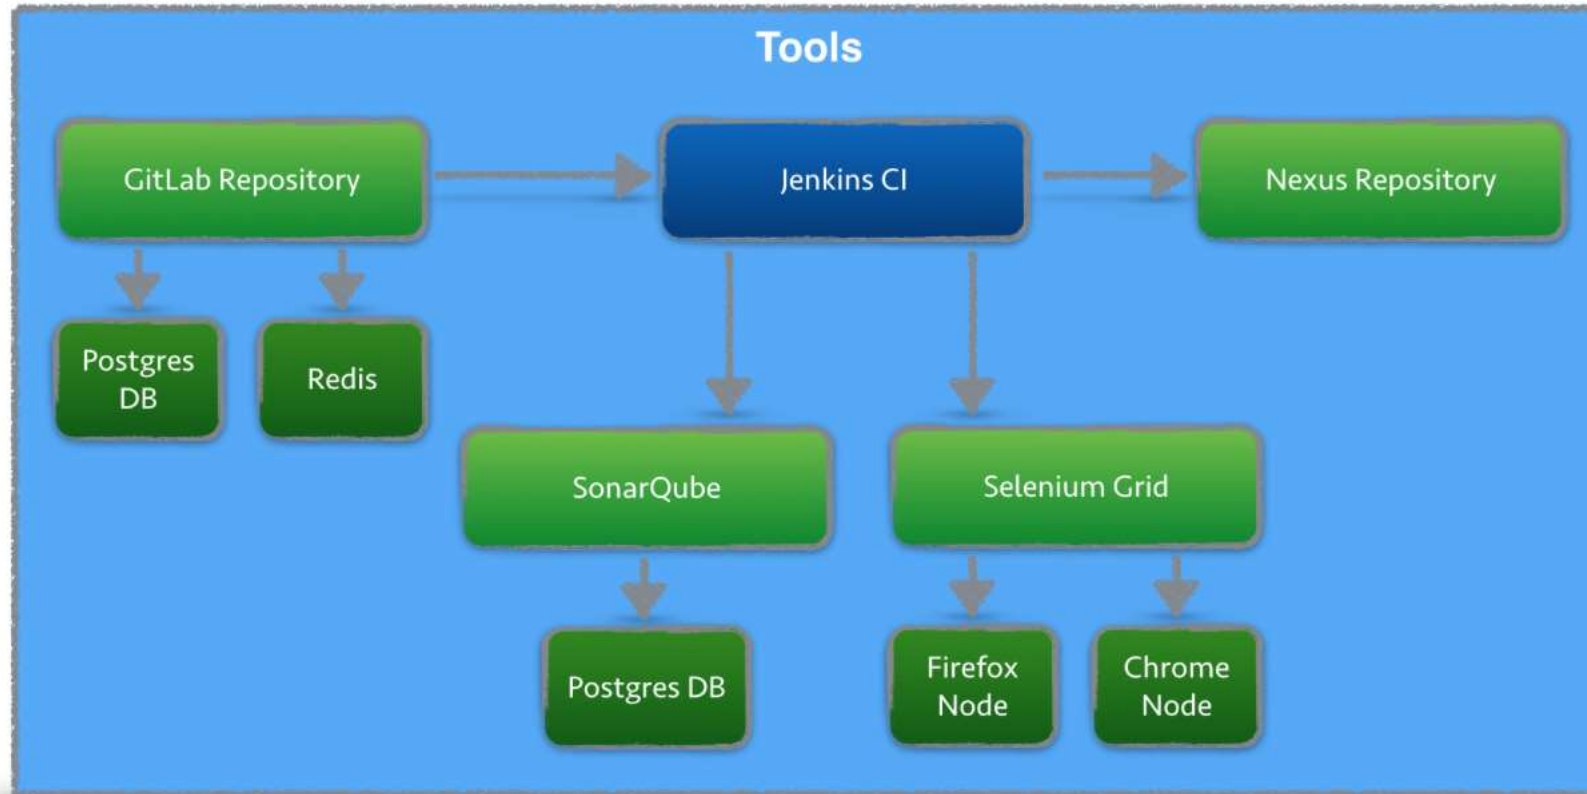 Tools
GitLab Repository
Jenkins CI
Nexus Repository
Postgres
DB
Redis
SonarQube
Selenium Grid
Postgres DB
Firefox
Node
Chrome
Node